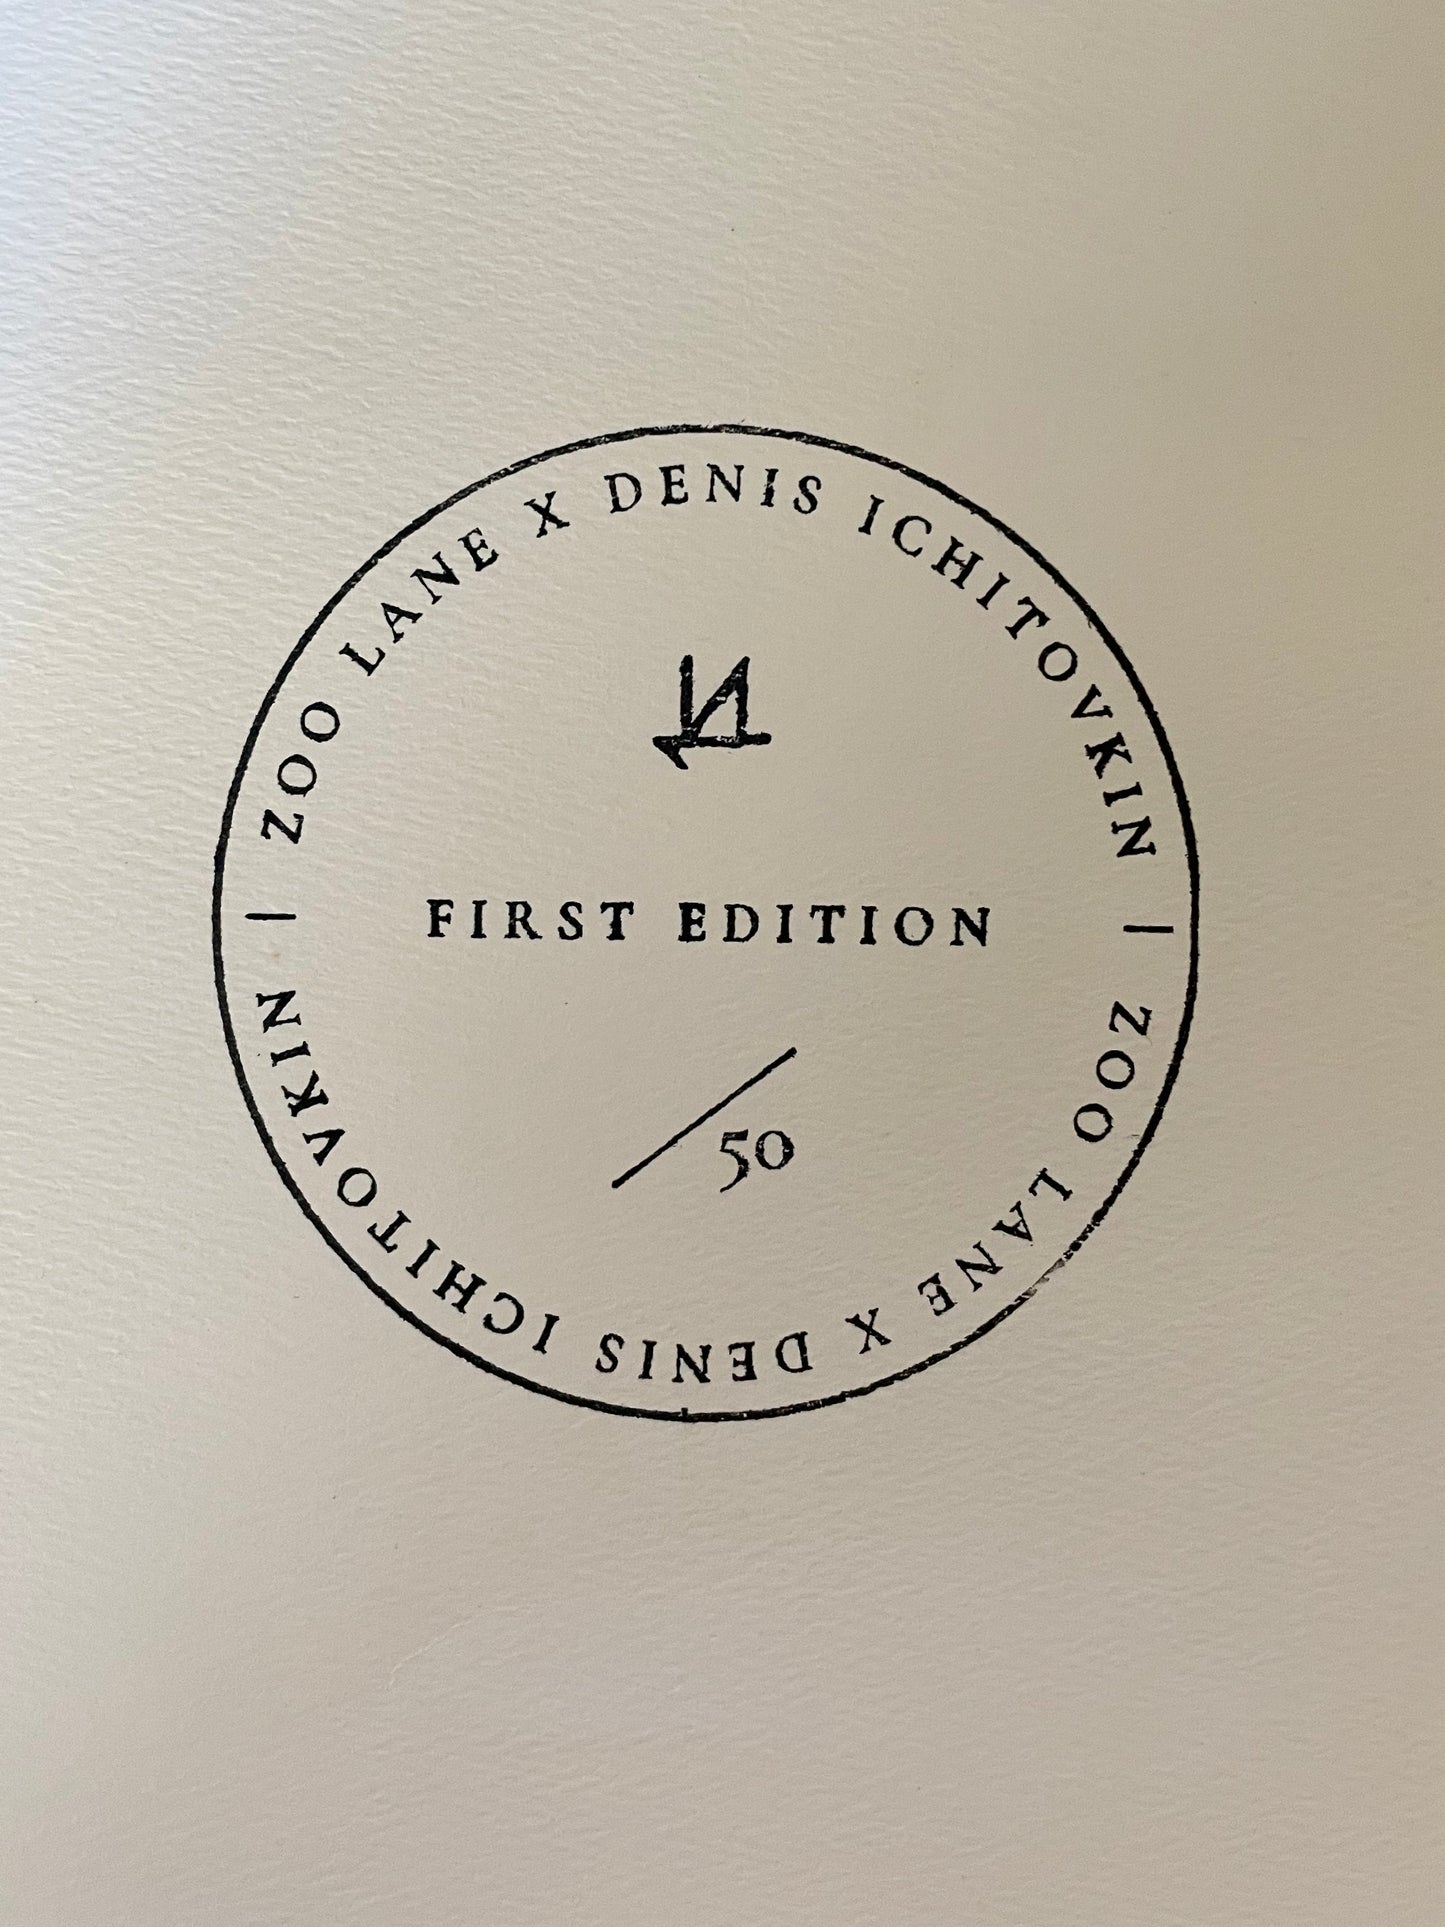 ZOO LANE X DENIS ICHITOVKIN |
FIRST EDITION
/50
ZOO LANE X DENIS ICHITOVKIN |